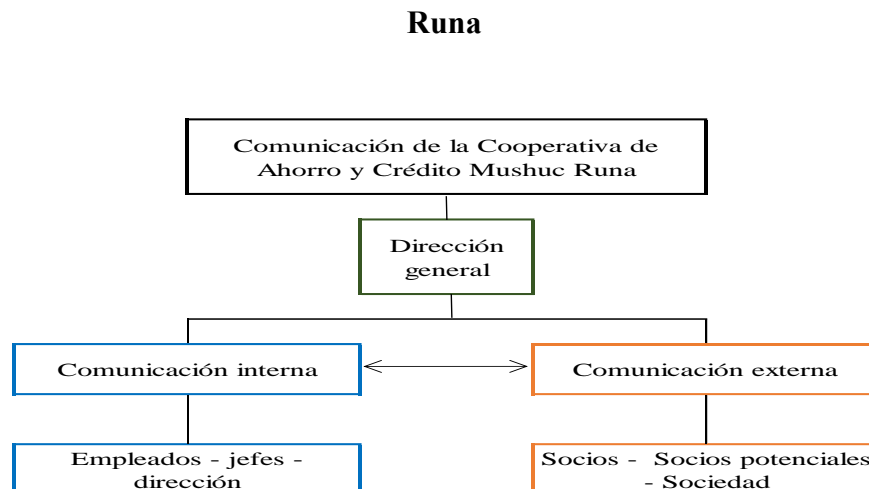 Runa
Comunicación de la Cooperativa de
Ahorro y Crédito Mushuc Runa
Dirección
general
Comunicación interna
Comunicación externa
Empleados - jefes -
dirección
Socios -  Socios potenciales
- Sociedad